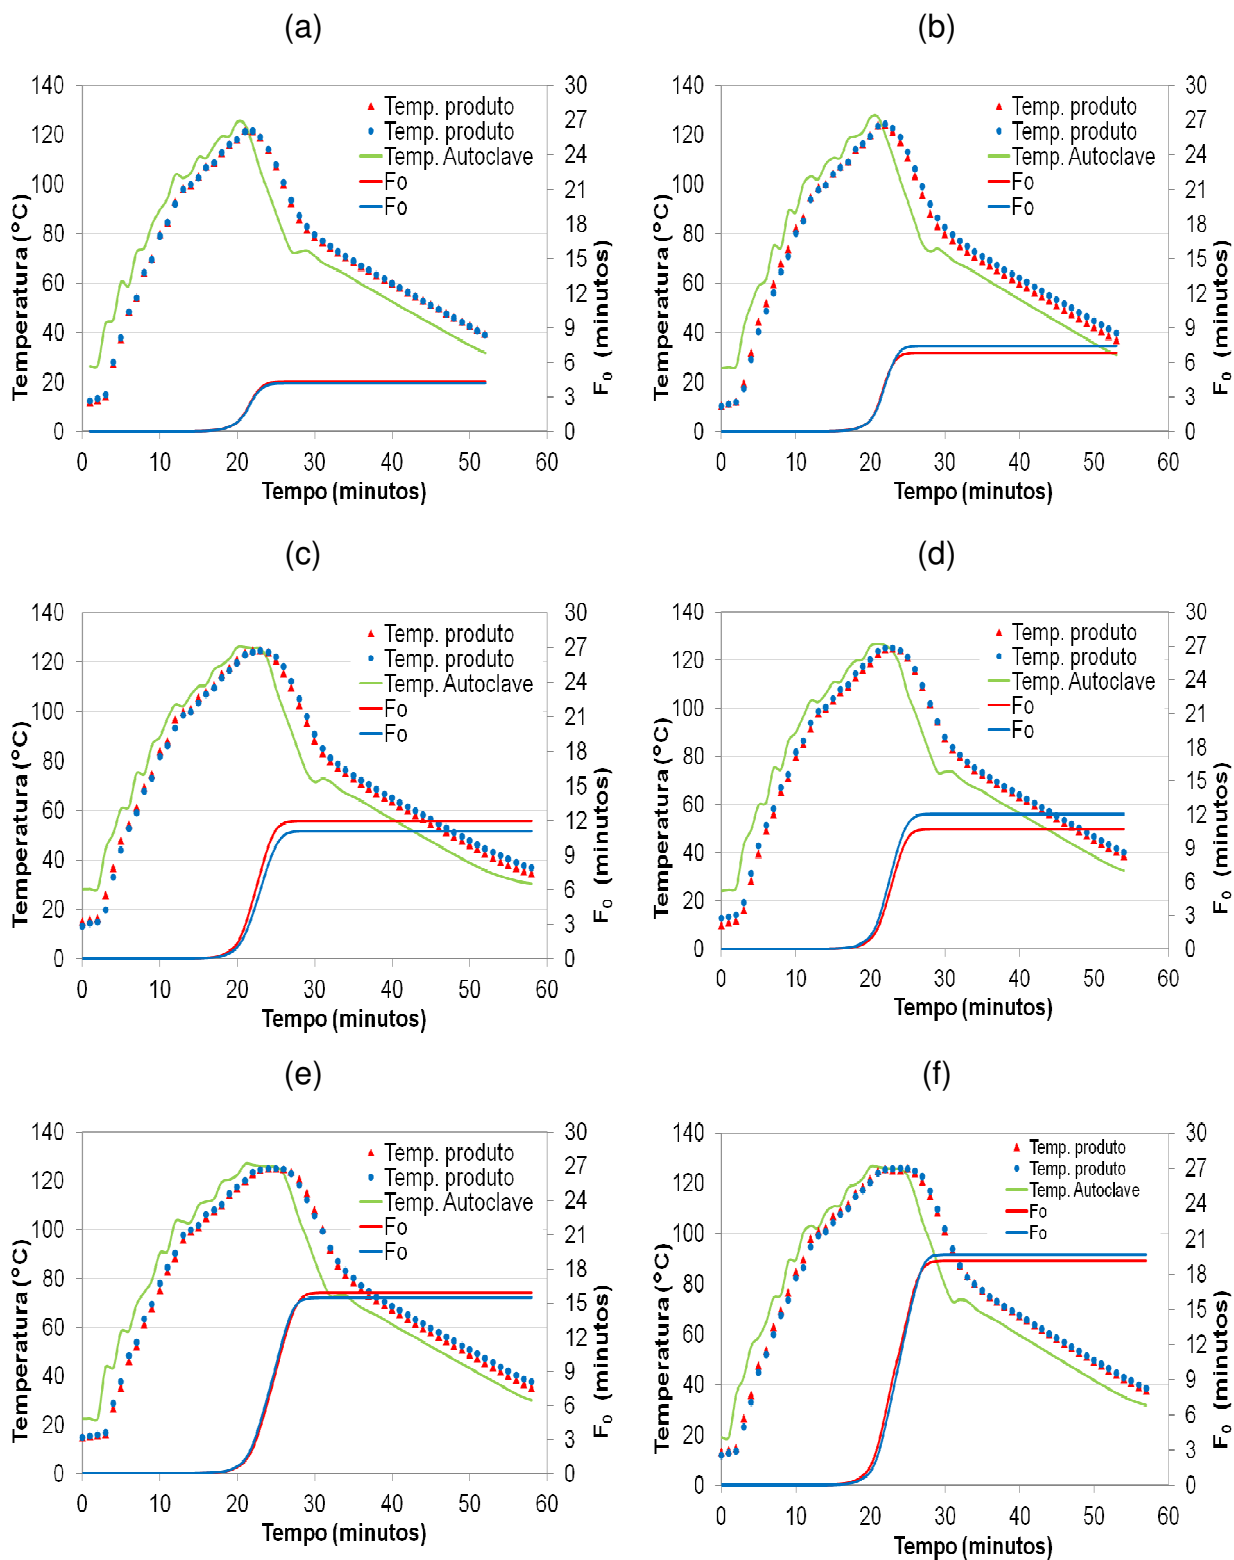 (a)
140
120
100
80
60
40
20
0
30
27
24
21
18
15
12
9
6
3
0
Temperatura (°C)
F₀ (minutos)
Temp. produto
Temp. produto
Temp. Autoclave
Fo
Fo
0 10 20 30 40 50 60
Tempo (minutos)
(b)
140
120
100
80
60
40
20
0
30
27
24
21
18
15
12
9
6
3
0
Temperatura (°C)
F₀ (minutos)
Temp. produto
Temp. produto
Temp. Autoclave
Fo
Fo
0 10 20 30 40 50 60
Tempo (minutos)
(c)
140
120
100
80
60
40
20
0
30
27
24
21
18
15
12
9
6
3
0
Temperatura (°C)
F₀ (minutos)
Temp. produto
Temp. produto
Temp. Autoclave
Fo
Fo
0 10 20 30 40 50 60
Tempo (minutos)
(d)
140
120
100
80
60
40
20
0
30
27
24
21
18
15
12
9
6
3
0
Temperatura (°C)
F₀ (minutos)
Temp. produto
Temp. produto
Temp. Autoclave
Fo
Fo
0 10 20 30 40 50 60
Tempo (minutos)
(e)
140
120
100
80
60
40
20
0
30
27
24
21
18
15
12
9
6
3
0
Temperatura (°C)
F₀ (minutos)
Temp. produto
Temp. produto
Temp. Autoclave
Fo
Fo
0 10 20 30 40 50 60
Tempo (minutos)
(f)
140
120
100
80
60
40
20
0
30
27
24
21
18
15
12
9
6
3
0
Temperatura (°C)
F₀ (minutos)
Temp. produto
Temp. produto
Temp. Autoclave
Fo
Fo
0 10 20 30 40 50 60
Tempo (minutos)